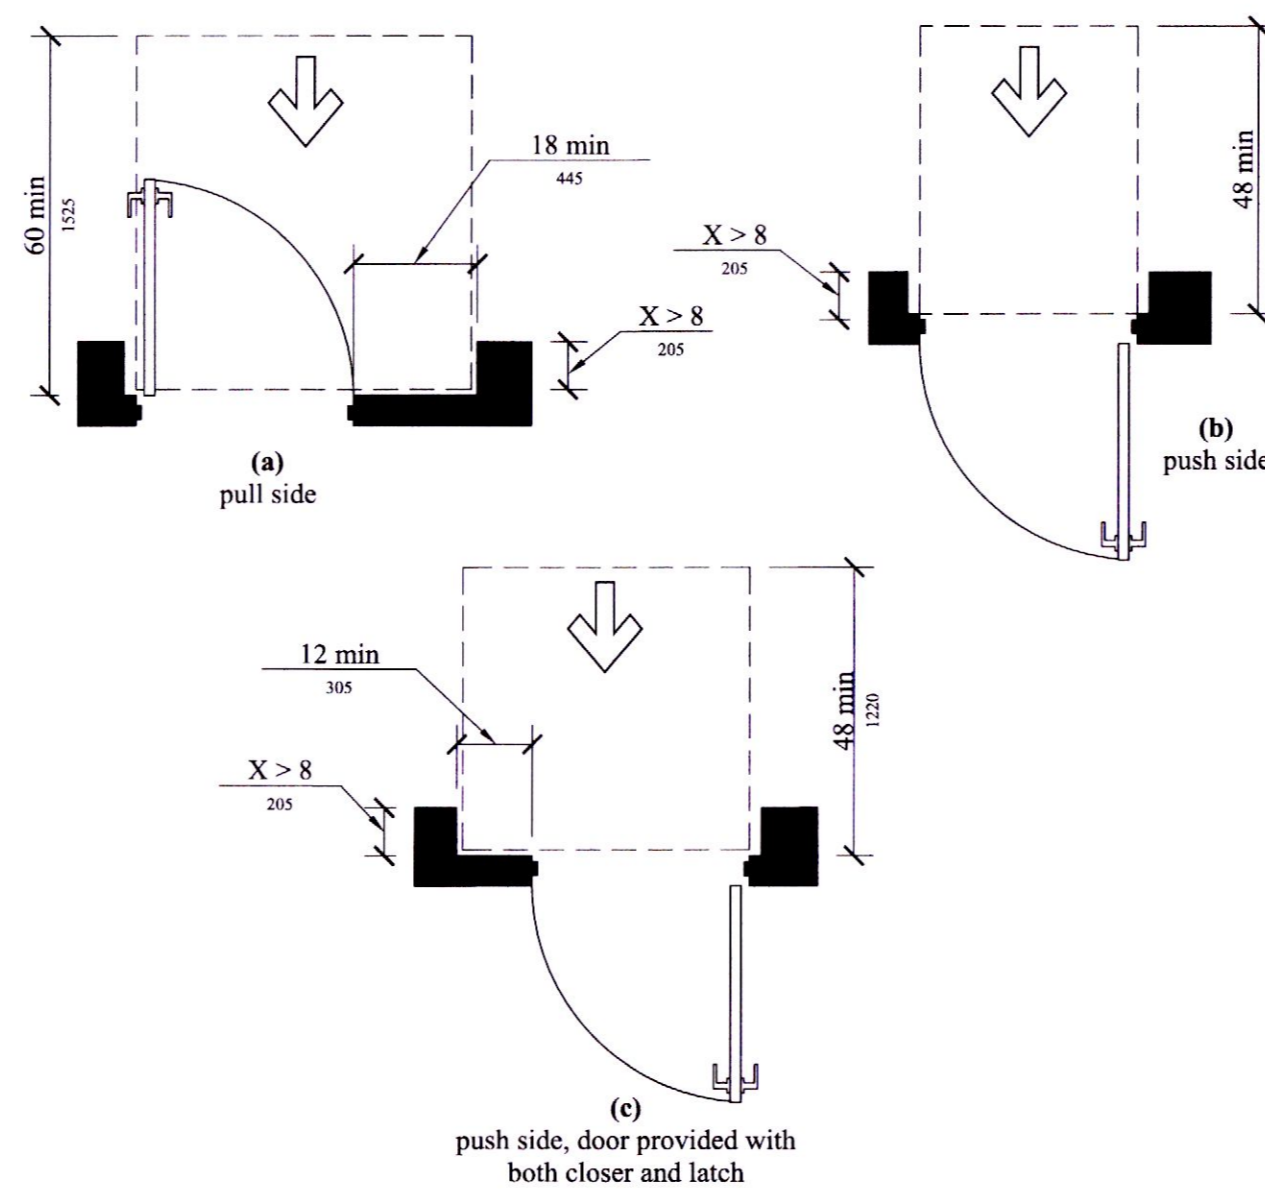 60 min
1525
18 min
445
X > 8
205
(a)
pull side
48 min
X > 8
205
(b)
push side
12 min
305
X > 8
205
48 min
1220
(c)
push side, door provided with
both closer and latch